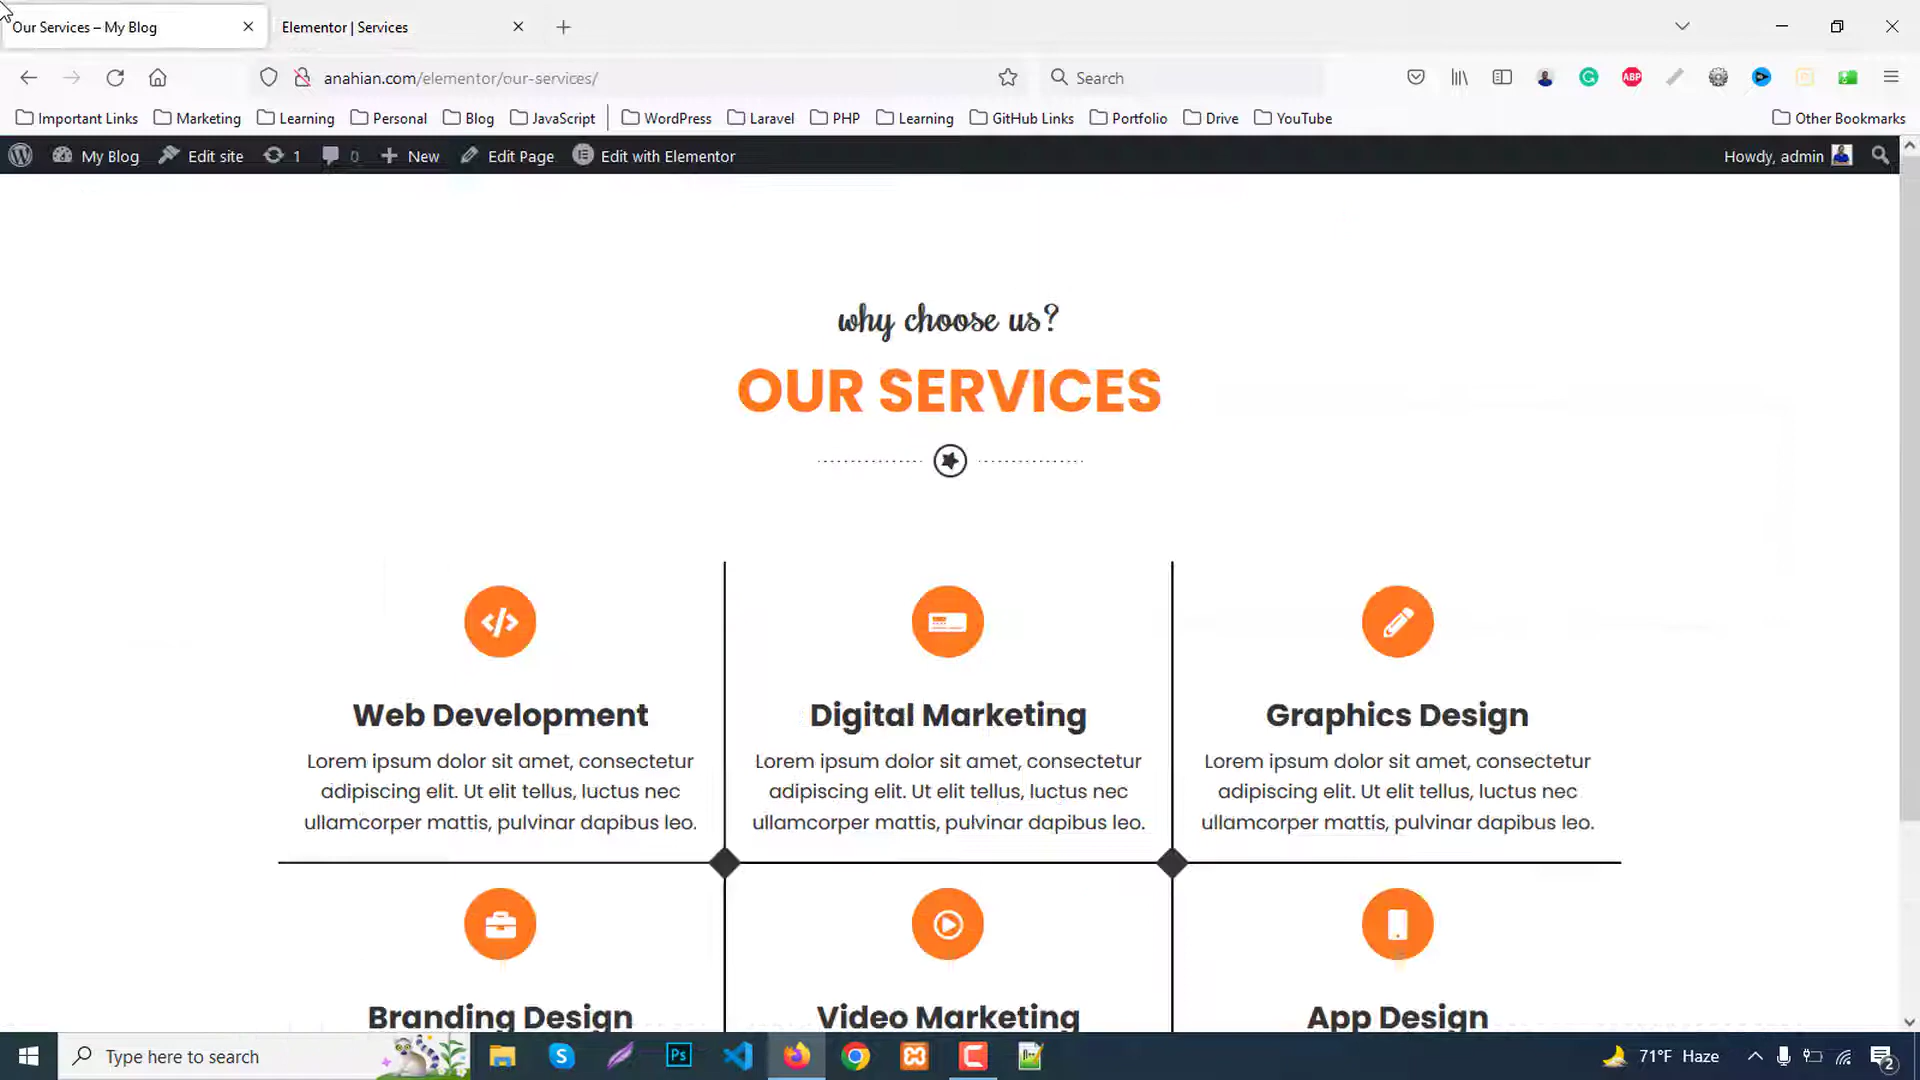 Our Services – My Blog
Elementor | Services
anahian.com/elementor/our-services/
Search
ABP
Important Links
Marketing
Learning
Personal
Blog
JavaScript
WordPress
Laravel
PHP
Learning
GitHub Links
Portfolio
Drive
YouTube
Other Bookmarks
My Blog
Edit site
1
0
New
Edit Page
Edit with Elementor
Howdy, admin
why choose us?
OUR SERVICES
Web Development
Lorem ipsum dolor sit amet, consectetur
adipiscing elit. Ut elit tellus, luctus nec
ullamcorper mattis, pulvinar dapibus leo.
Digital Marketing
Lorem ipsum dolor sit amet, consectetur
adipiscing elit. Ut elit tellus, luctus nec
ullamcorper mattis, pulvinar dapibus leo.
Graphics Design
Lorem ipsum dolor sit amet, consectetur
adipiscing elit. Ut elit tellus, luctus nec
ullamcorper mattis, pulvinar dapibus leo.
Branding Design
Video Marketing
App Design
Type here to search
Ps
71°F Haze
2